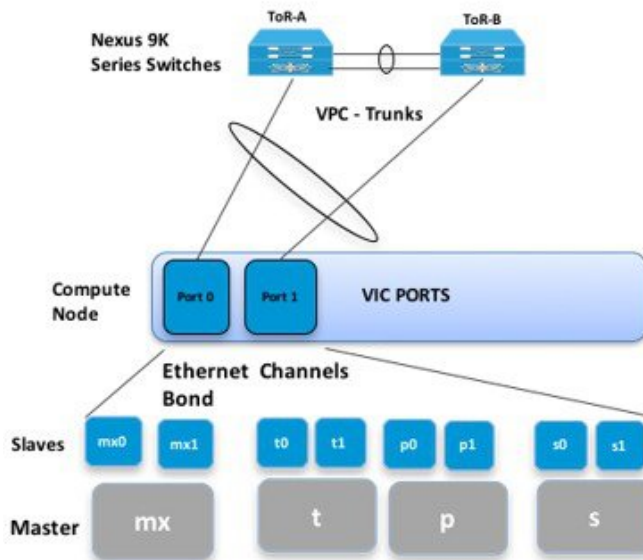 ToR-A
ToR-B
Nexus 9K
Series Switches
VPC - Trunks
Compute
Node
Port 0
Port 1
VIC PORTS
Ethernet Channels
Bond
Slaves
mx0
mx1
t0
t1
p0
p1
s0
s1
Master
mx
t
p
s